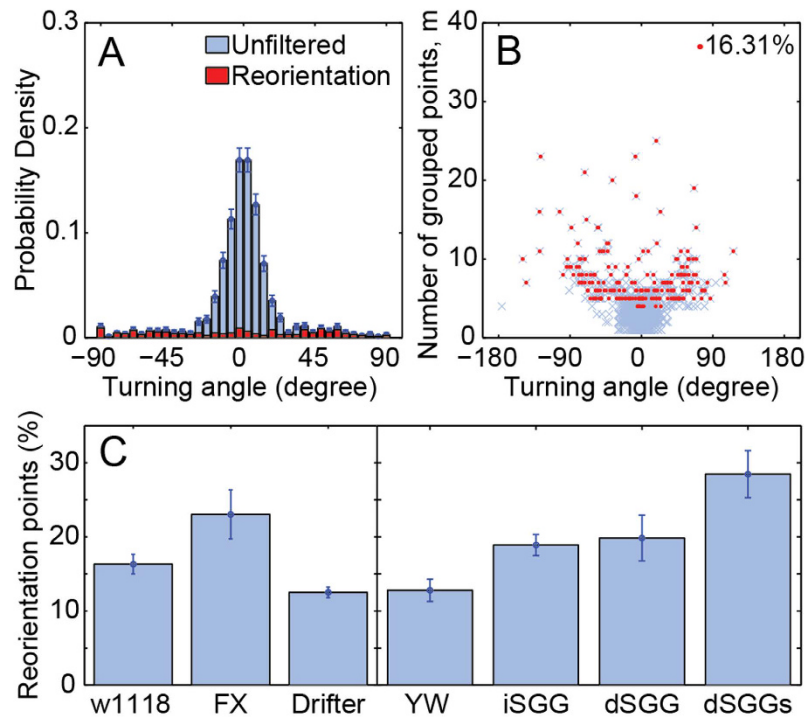 A
Unfiltered
Reorientation
Probability Density
0.3
0.2
0.1
0
−90 −45 0 45 90
Turning angle (degree)
B
16.31%
Number of grouped points, m
40
30
20
10
0
−180 −90 0 90 180
Turning angle (degree)
C
Reorientation points (%)
30
20
10
0
w1118 FX Drifter YW iSGG dSGG dSGGs